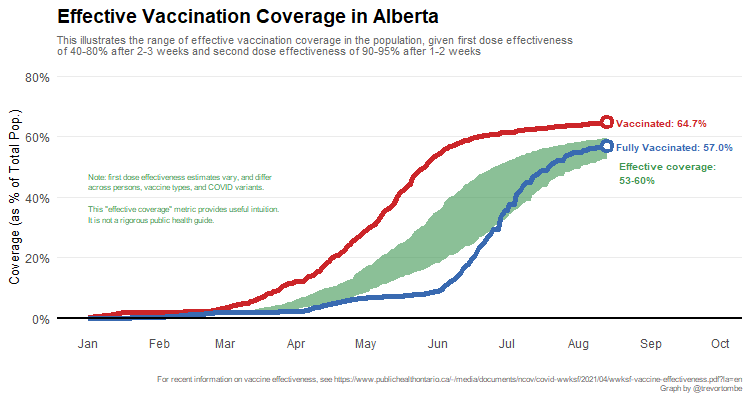 Effective Vaccination Coverage in Alberta
This illustrates the range of effective vaccination coverage in the population, given first dose effectiveness
of 40-80% after 2-3 weeks and second dose effectiveness of 90-95% after 1-2 weeks
Coverage (as % of Total Pop.)
80%
60%
40%
20%
0%
Vaccinated: 64.7%
Fully Vaccinated: 57.0%
Effective coverage:
53-60%
Note: first dose effectiveness estimates vary, and differ
across persons, vaccine types, and COVID variants.
This "effective coverage" metric provides useful intuition.
It is not a rigorous public health guide.
Jan Feb Mar Apr May Jun Jul Aug Sep Oct
For recent information on vaccine effectiveness, see https://www.publichealthontario.ca/-/media/documents/ncov/covid-wwksf/2021/04/wwksf-vaccine-effectiveness.pdf?la=en
Graph by @trevortombe